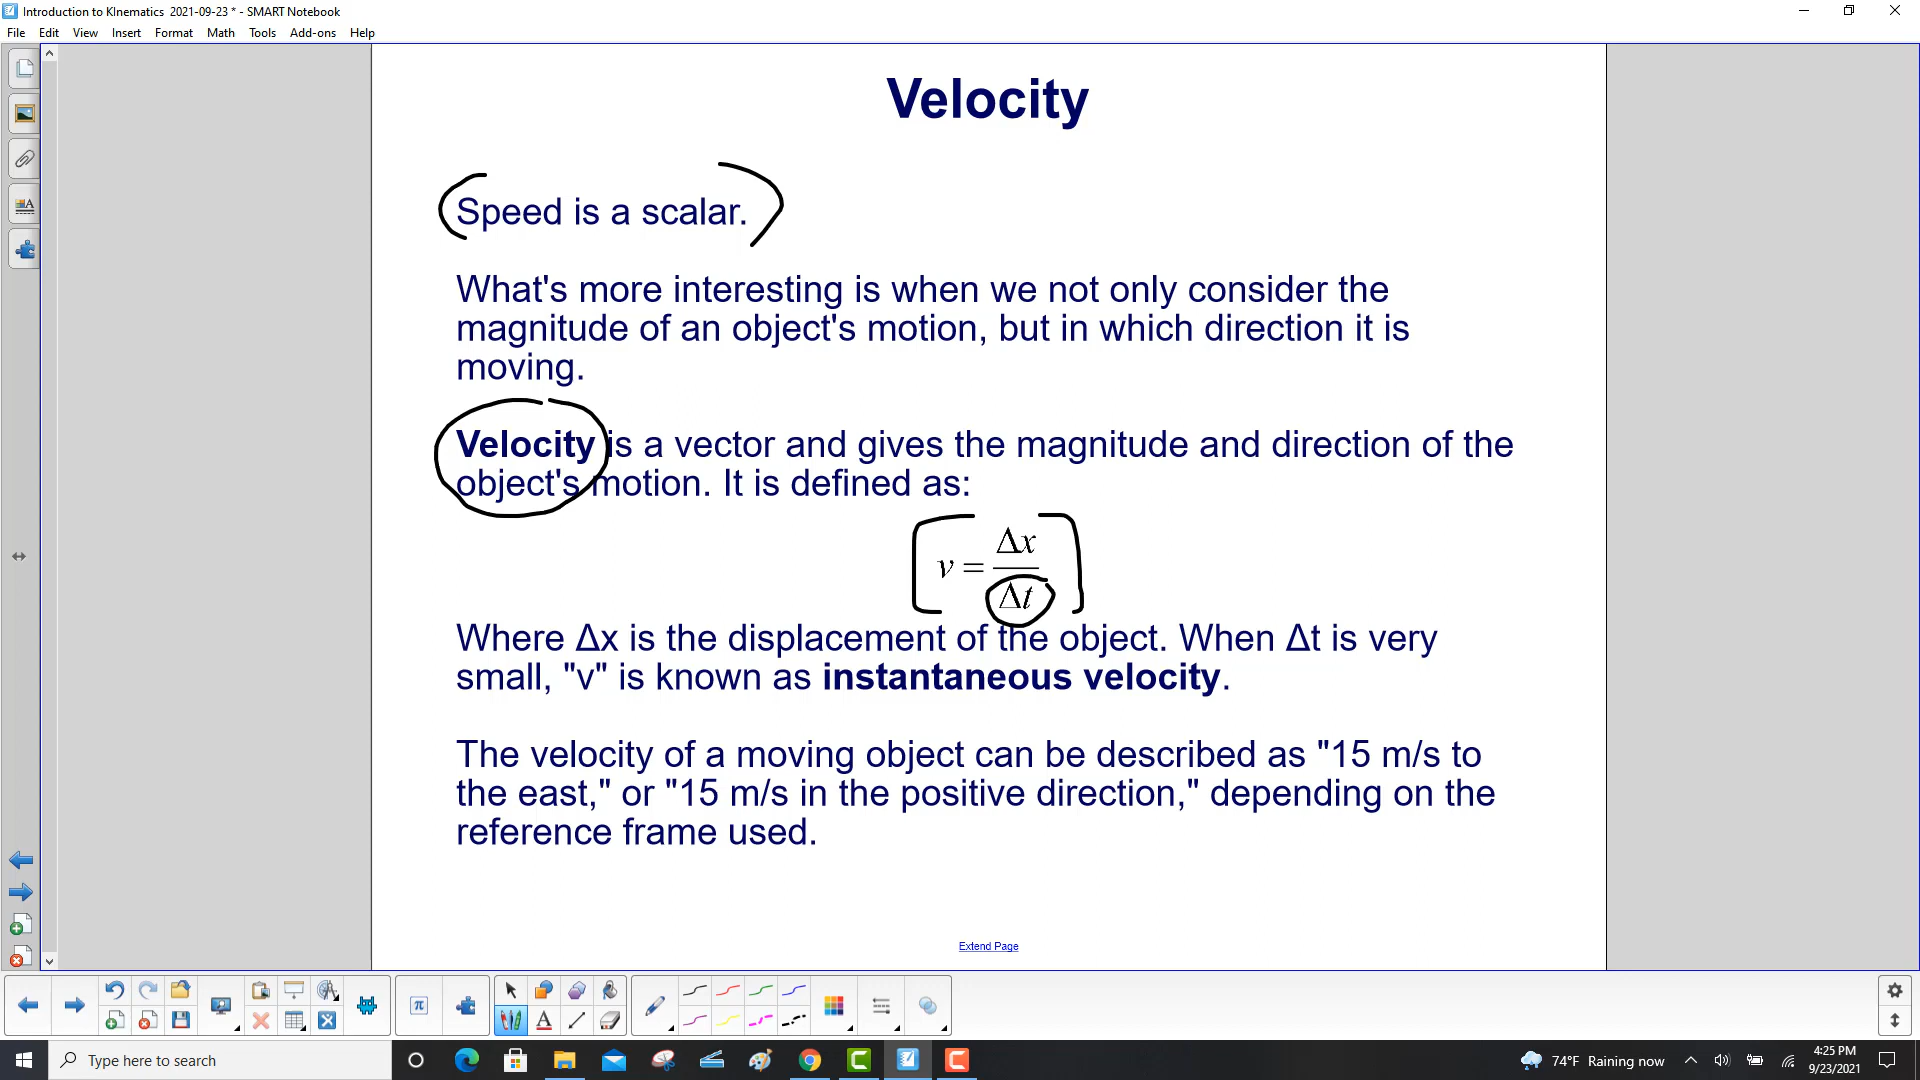 Introduction to KInematics 2021-09-23 * - SMART Notebook
File Edit View Insert Format Math Tools Add-ons Help
Velocity
Speed is a scalar.
What's more interesting is when we not only consider the
magnitude of an object's motion, but in which direction it is
moving.
Velocity is a vector and gives the magnitude and direction of the
object's motion. It is defined as:
v = Δx / Δt
Where Δx is the displacement of the object. When Δt is very
small, "v" is known as instantaneous velocity.
The velocity of a moving object can be described as "15 m/s to
the east," or "15 m/s in the positive direction," depending on the
reference frame used.
Extend Page
π
A
Type here to search
74°F Raining now
4:25 PM
9/23/2021